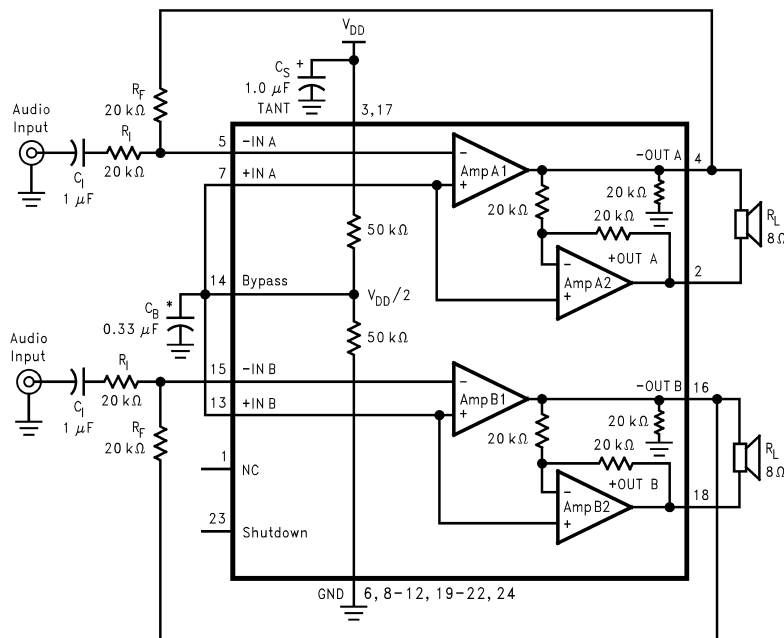 V_DD
C_S +
1.0 µF
TANT
3,17
R_F
20 kΩ
Audio
Input
R_I
20 kΩ
C_I
1 µF
5
-IN A
7
+IN A
-
Amp A1
+
-OUT A
4
20 kΩ
20 kΩ
20 kΩ
R_L
8Ω
50 kΩ
+OUT A
-
Amp A2
+
2
14
Bypass
V_DD/2
C_B *
0.33 µF
50 kΩ
Audio
Input
R_I
20 kΩ
C_I
1 µF
R_F
20 kΩ
15
-IN B
13
+IN B
-
Amp B1
+
-OUT B
16
20 kΩ
20 kΩ
20 kΩ
R_L
8Ω
1
NC
+OUT B
-
Amp B2
+
18
23
Shutdown
GND
6, 8-12, 19-22, 24